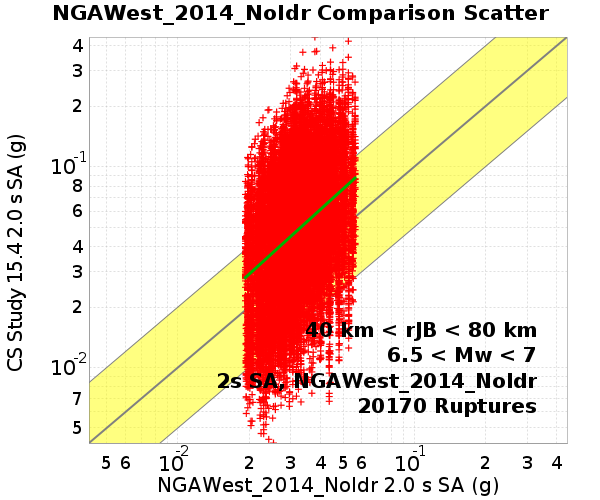 NGAWest_2014_NoIdr Comparison Scatter
CS Study 15.4 2.0 s SA (g)
4
3
2
10⁻¹
8
6
4
3
2
10⁻²
7
5
40 km < rJB < 80 km
6.5 < Mw < 7
2s SA, NGAWest_2014_NoIdr
20170 Ruptures
5 6 10⁻² 2 3 4 5 6 10⁻¹ 2 3 4
NGAWest_2014_NoIdr 2.0 s SA (g)